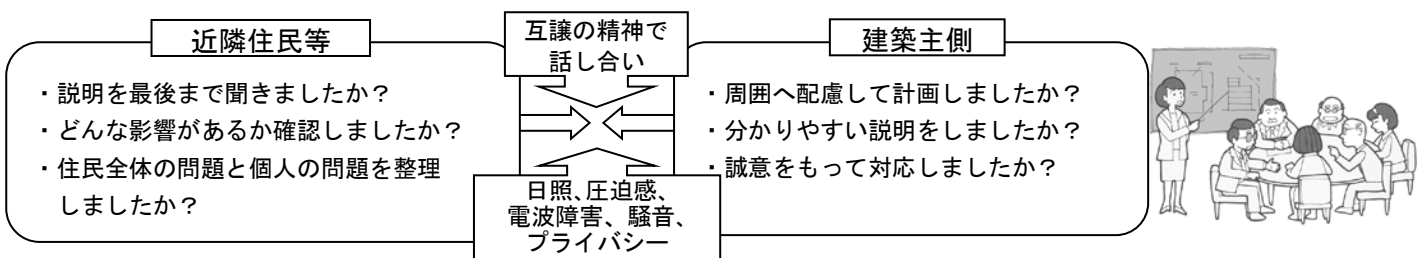 近隣住民等
・説明を最後まで聞きましたか？
・どんな影響があるか確認しましたか？
・住民全体の問題と個人の問題を整理
しましたか？
互譲の精神で
話し合い
日照、圧迫感、
電波障害、騒音、
プライバシー
建築主側
・周囲へ配慮して計画しましたか？
・分かりやすい説明をしましたか？
・誠意をもって対応しましたか？